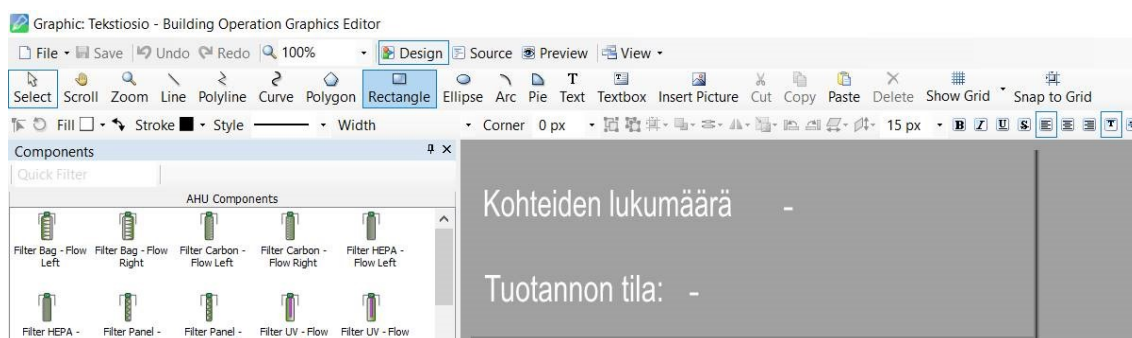 Graphic: Tekstiosio - Building Operation Graphics Editor
File Save Undo Redo 100% Design Source Preview View
Select Scroll Zoom Line Polyline Curve Polygon Rectangle Ellipse Arc Pie Text Textbox Insert Picture Cut Copy Paste Delete Show Grid Snap to Grid
Fill Stroke Style Width Corner 0 px 15 px B I U S T
Components
Quick Filter
AHU Components
Filter Bag - Flow Left
Filter Bag - Flow Right
Filter Carbon - Flow Left
Filter Carbon - Flow Right
Filter HEPA - Flow Left
Filter HEPA -
Filter Panel -
Filter Panel -
Filter UV - Flow
Filter UV - Flow
Kohteiden lukumäärä -
Tuotannon tila: -